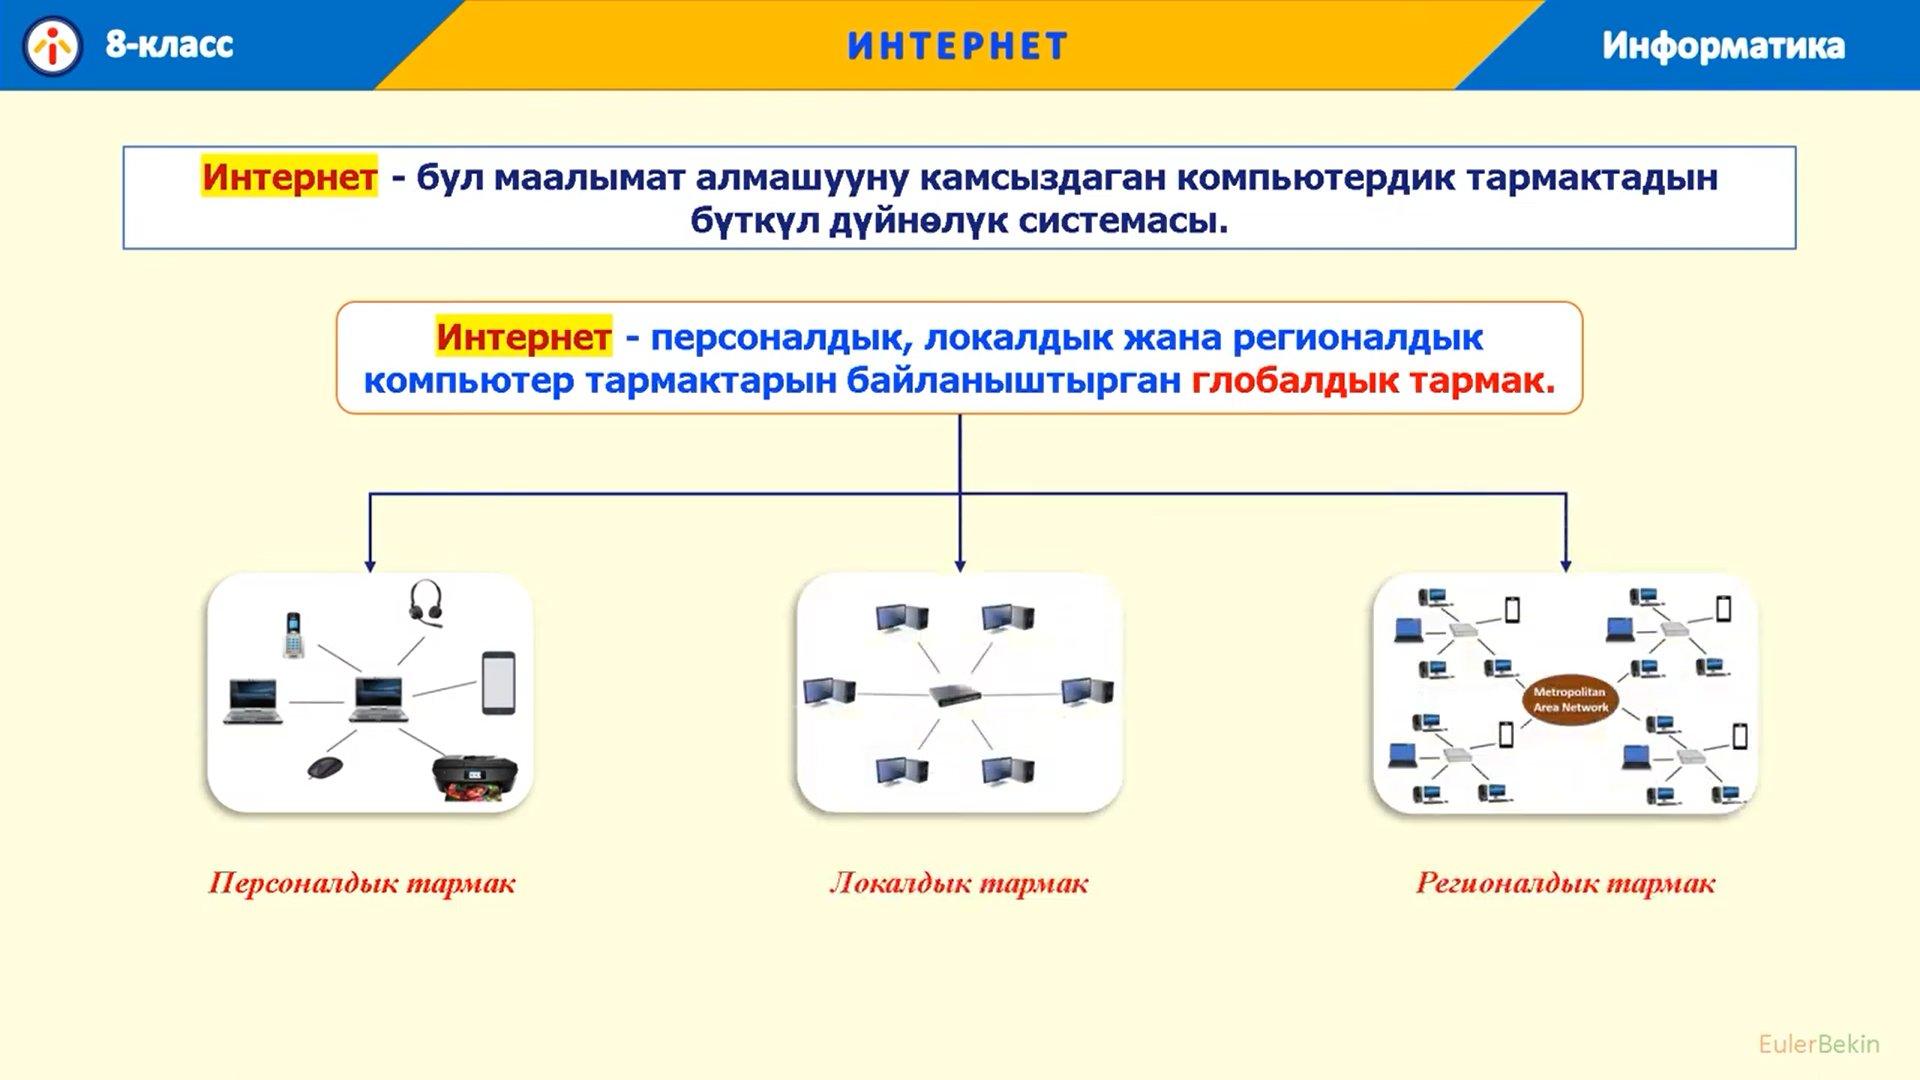 8-класс
ИНТЕРНЕТ
Информатика
Интернет - бул маалымат алмашууну камсыздаган компьютердик тармактадын
бүткүл дүйнөлүк системасы.
Интернет - персоналдык, локалдык жана регионалдык
компьютер тармактарын байланыштырган глобалдык тармак.
Metropolitan
Area Network
Персоналдык тармак
Локалдык тармак
Регионалдык тармак
EulerBekin